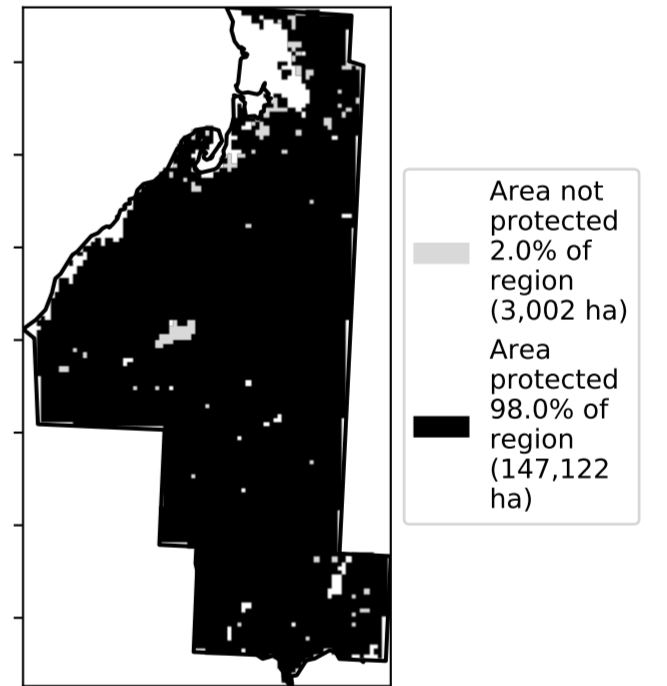 Area not
protected
2.0% of
region
(3,002 ha)
Area
protected
98.0% of
region
(147,122
ha)